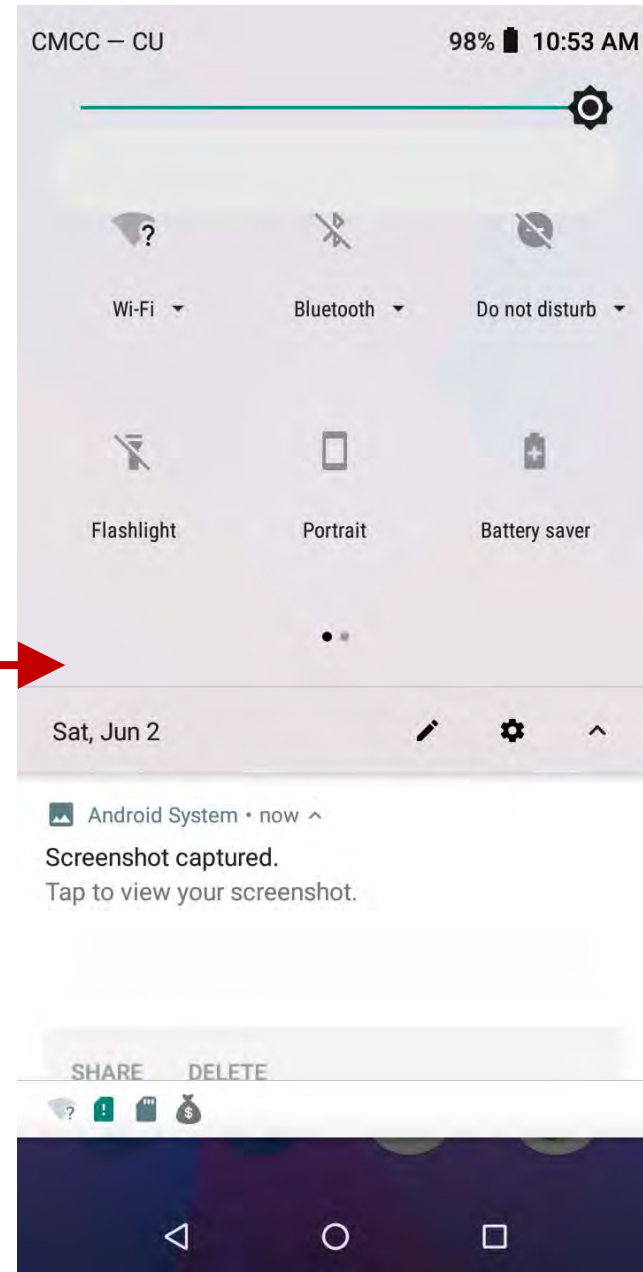 CMCC — CU 98% 10:53 AM
?
Wi-Fi Bluetooth Do not disturb
Flashlight Portrait Battery saver
Sat, Jun 2
Android System • now
Screenshot captured.
Tap to view your screenshot.
SHARE DELETE
? ! $